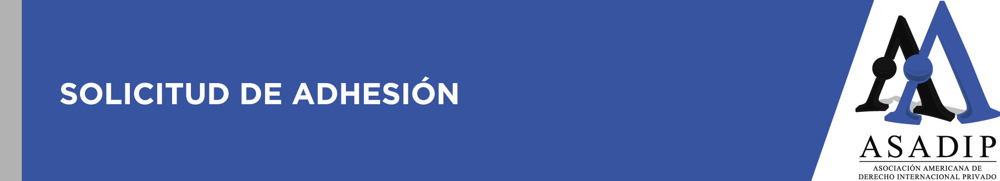 SOLICITUD DE ADHESIÓN
ASADIP
ASOCIACIÓN AMERICANA DE
DERECHO INTERNACIONAL PRIVADO